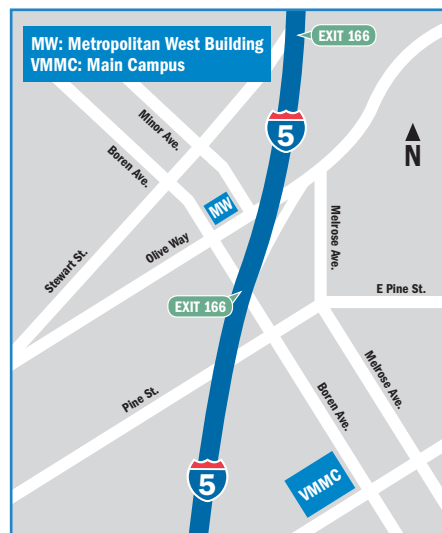 MW: Metropolitan West Building
VMMC: Main Campus
EXIT 166
5
N
Minor Ave.
Boren Ave.
MW
Melrose Ave.
Stewart St.
Olive Way
E Pine St.
EXIT 166
Pine St.
Boren Ave.
Melrose Ave.
5
VMMC